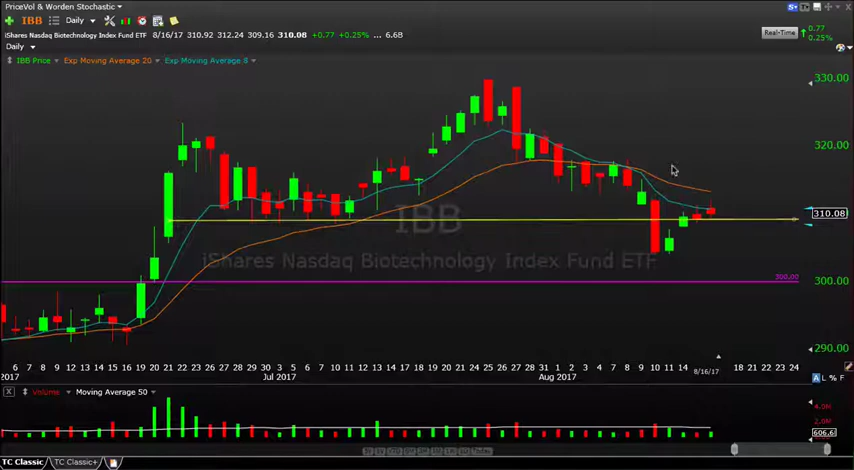 PriceVol & Worden Stochastic
IBB Daily
iShares Nasdaq Biotechnology Index Fund ETF 8/16/17 310.92 312.24 309.16 310.08 +0.77 +0.25% ... 6.68
Real-Time 0.77
0.25%
Daily
IBB Price Exp Moving Average 20 Exp Moving Average 8
330.00
320.00
310.08
IBB
iShares Nasdaq Biotechnology Index Fund ETF
300.00
300.00
290.00
6 7 8 9 12 13 14 15 16 19 20 21 22 23 26 27 28 29 30 3 5 6 7 10 11 12 13 14 17 18 19 20 21 24 25 26 27 28 31 2 3 4 7 8 9 10 11 14 8/16/17 18 21 22 23 24
2017 Jul 2017 Aug 2017
X Volume Moving Average 50
A L % F
4.0M
2.0M
606.6
TC Classic TC Classic+